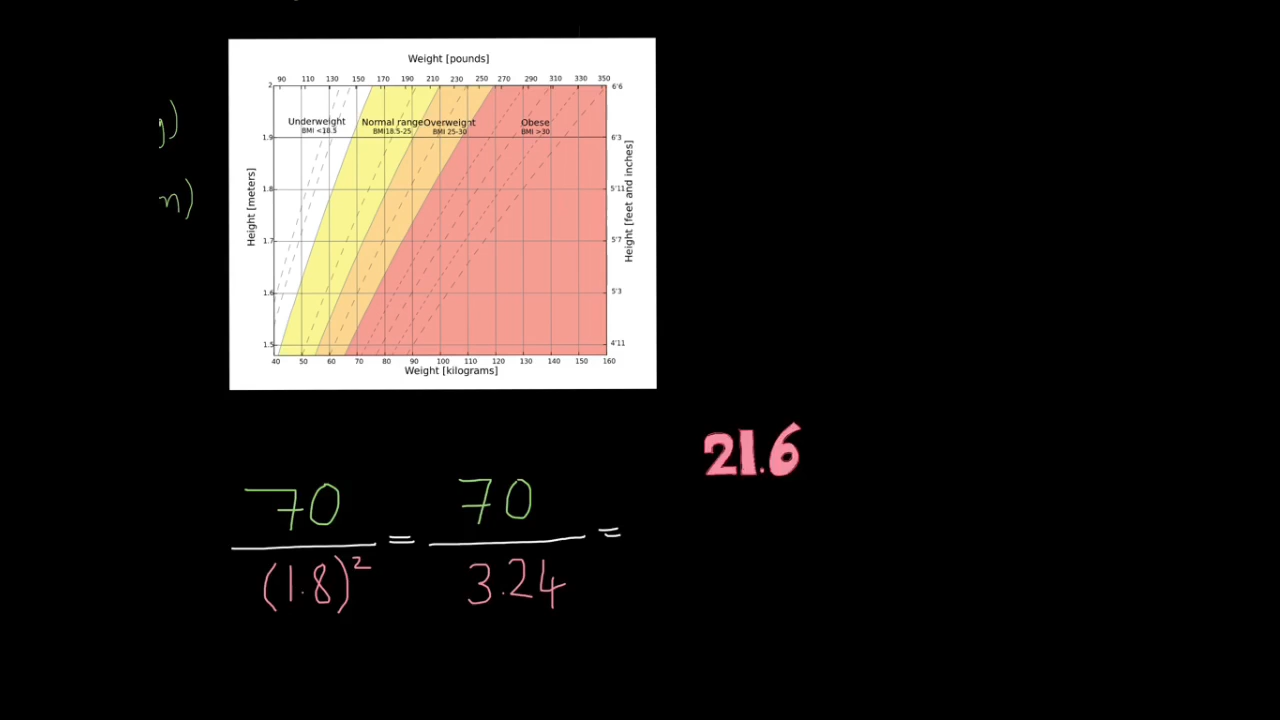 Weight [pounds]
90 110 130 150 170 190 210 230 250 270 290 310 330 350
2 6'6
Underweight Normal range Overweight Obese
BMI <18.5 BMI 18.5-25 BMI 25-30 BMI >30
1.9 6'3
1.8 5'11
1.7 5'7
1.6 5'3
1.5 4'11
Height [meters]
Height [feet and inches]
40 50 60 70 80 90 100 110 120 130 140 150 160
Weight [kilograms]
21.6
70 / (1.8)² = 70 / 3.24 =